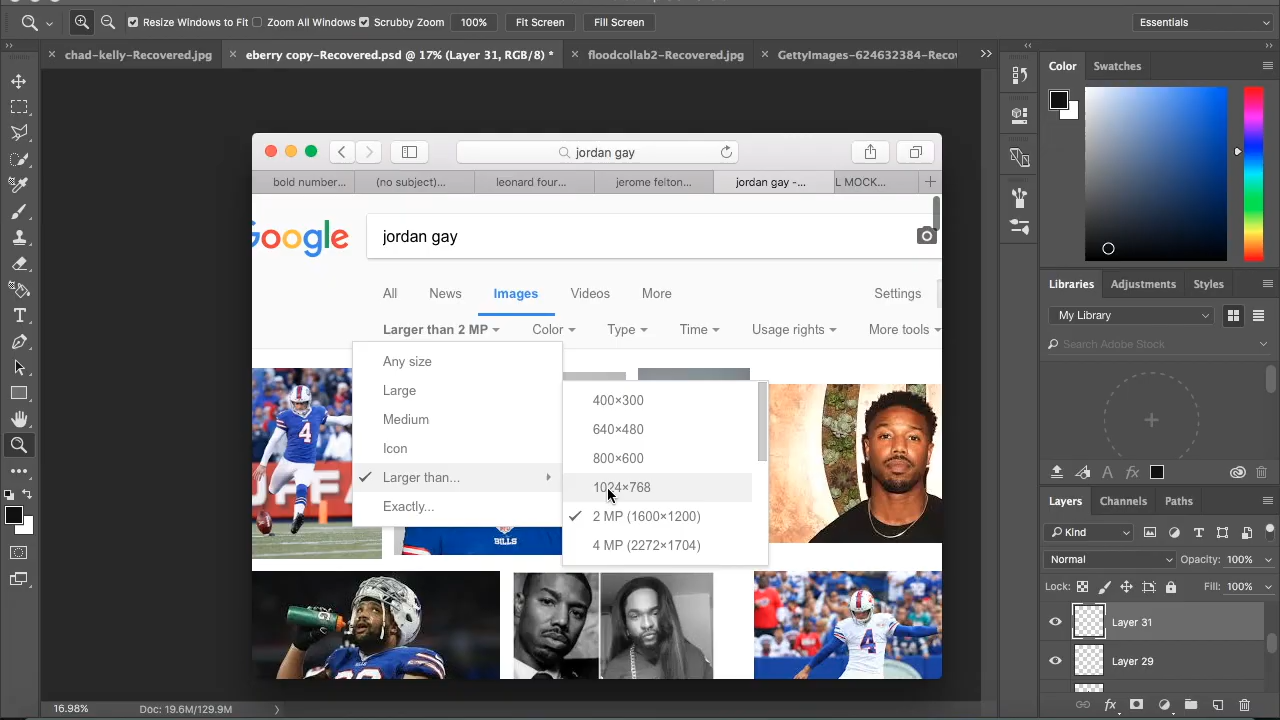 Resize Windows to Fit Zoom All Windows Scrubby Zoom 100% Fit Screen Fill Screen Essentials
chad-kelly-Recovered.jpg eberry copy-Recovered.psd @ 17% (Layer 31, RGB/8) * floodcollab2-Recovered.jpg GettyImages-624632384-Recov
Color Swatches
jordan gay
bold number... (no subject)... leonard four... jerome felton... jordan gay -... L MOCK...
Google jordan gay
All News Images Videos More Settings
Larger than 2 MP Color Type Time Usage rights More tools
Any size
Large
Medium
Icon
Larger than...
Exactly...
400×300
640×480
800×600
1024×768
2 MP (1600×1200)
4 MP (2272×1704)
4
BILLS
4
Libraries Adjustments Styles
My Library
Search Adobe Stock
Layers Channels Paths
Kind
Normal Opacity: 100%
Lock: Fill: 100%
Layer 31
Layer 29
16.98% Doc: 19.6M/129.9M